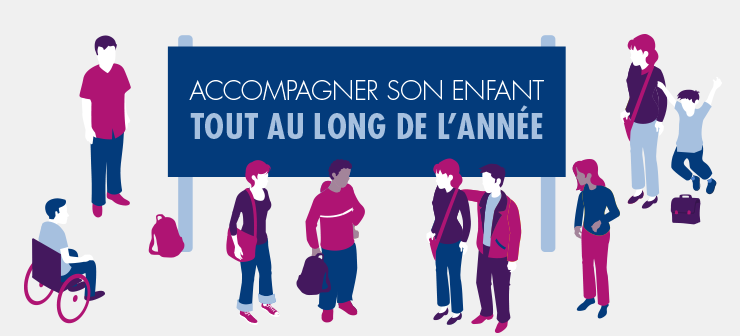 ACCOMPAGNER SON ENFANT
TOUT AU LONG DE L'ANNÉE